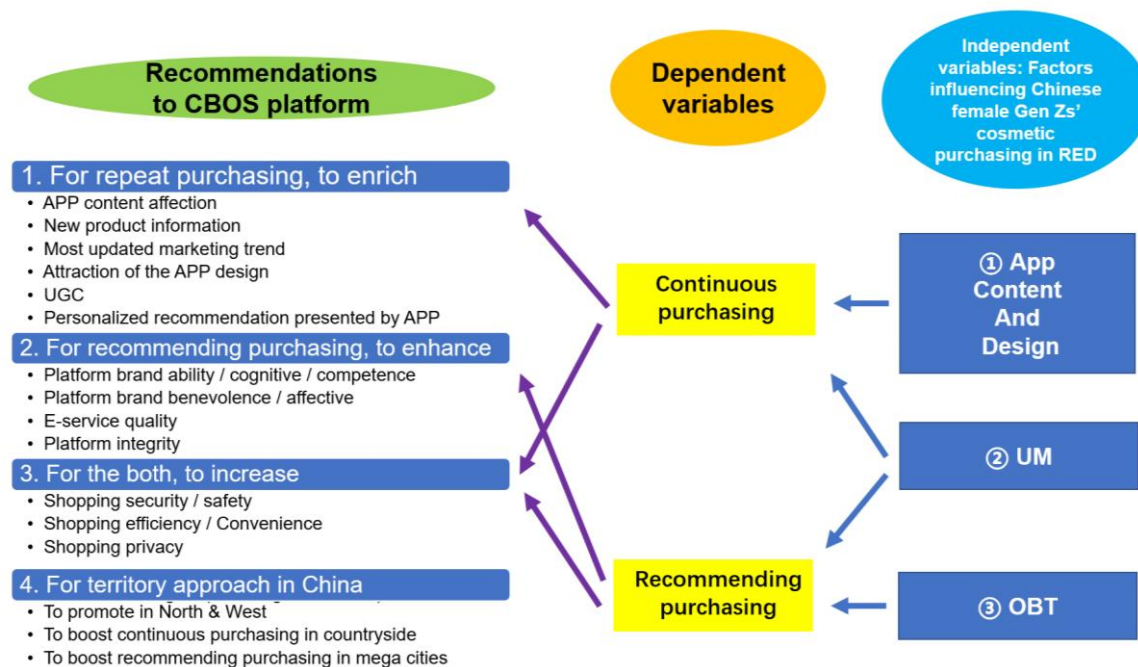 Recommendations
to CBOS platform
1. For repeat purchasing, to enrich
• APP content affection
• New product information
• Most updated marketing trend
• Attraction of the APP design
• UGC
• Personalized recommendation presented by APP
2. For recommending purchasing, to enhance
• Platform brand ability / cognitive / competence
• Platform brand benevolence / affective
• E-service quality
• Platform integrity
3. For the both, to increase
• Shopping security / safety
• Shopping efficiency / Convenience
• Shopping privacy
4. For territory approach in China
• To promote in North & West
• To boost continuous purchasing in countryside
• To boost recommending purchasing in mega cities
Dependent
variables
Continuous
purchasing
Recommending
purchasing
Independent
variables: Factors
influencing Chinese
female Gen Zs’
cosmetic
purchasing in RED
① App
Content
And
Design
② UM
③ OBT